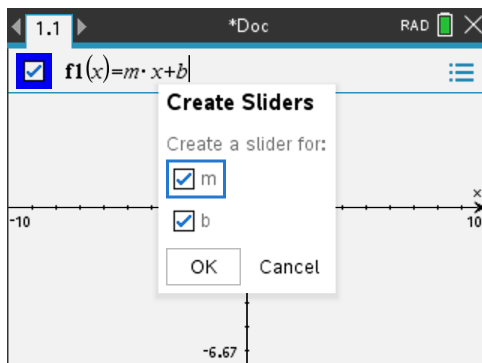 1.1 *Doc RAD
f1(x)=m· x+b
Create Sliders
Create a slider for:
m
b
x
-10 10
OK Cancel
-6.67